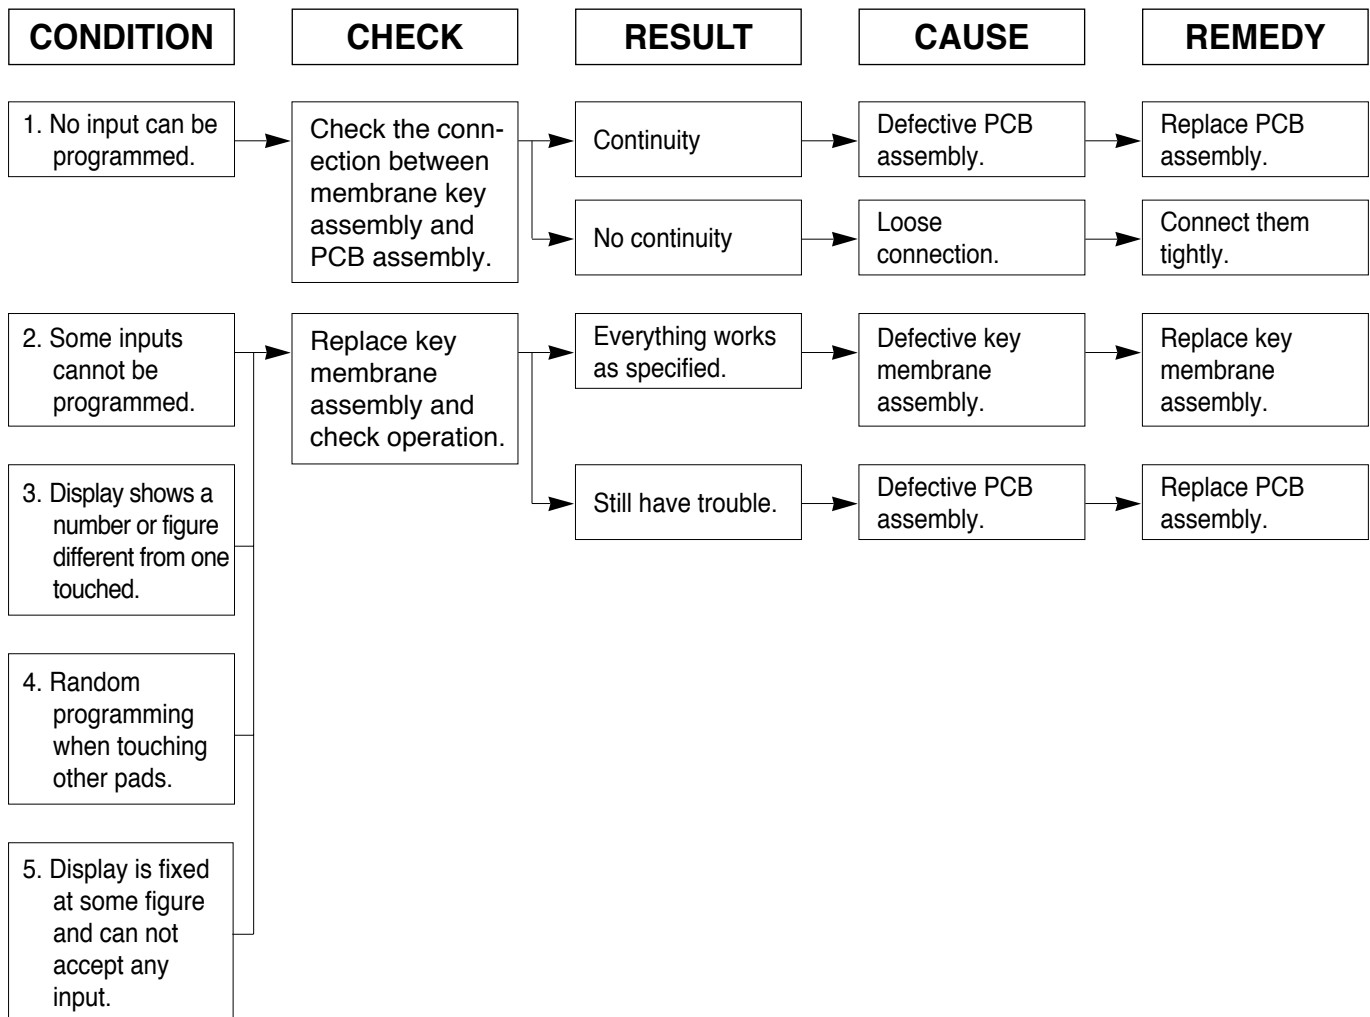 CONDITION
CHECK
RESULT
CAUSE
REMEDY
1. No input can be
programmed.
Check the conn-
ection between
membrane key
assembly and
PCB assembly.
Continuity
Defective PCB
assembly.
Replace PCB
assembly.
No continuity
Loose
connection.
Connect them
tightly.
2. Some inputs
cannot be
programmed.
Replace key
membrane
assembly and
check operation.
Everything works
as specified.
Defective key
membrane
assembly.
Replace key
membrane
assembly.
Still have trouble.
Defective PCB
assembly.
Replace PCB
assembly.
3. Display shows a
number or figure
different from one
touched.
4. Random
programming
when touching
other pads.
5. Display is fixed
at some figure
and can not
accept any
input.